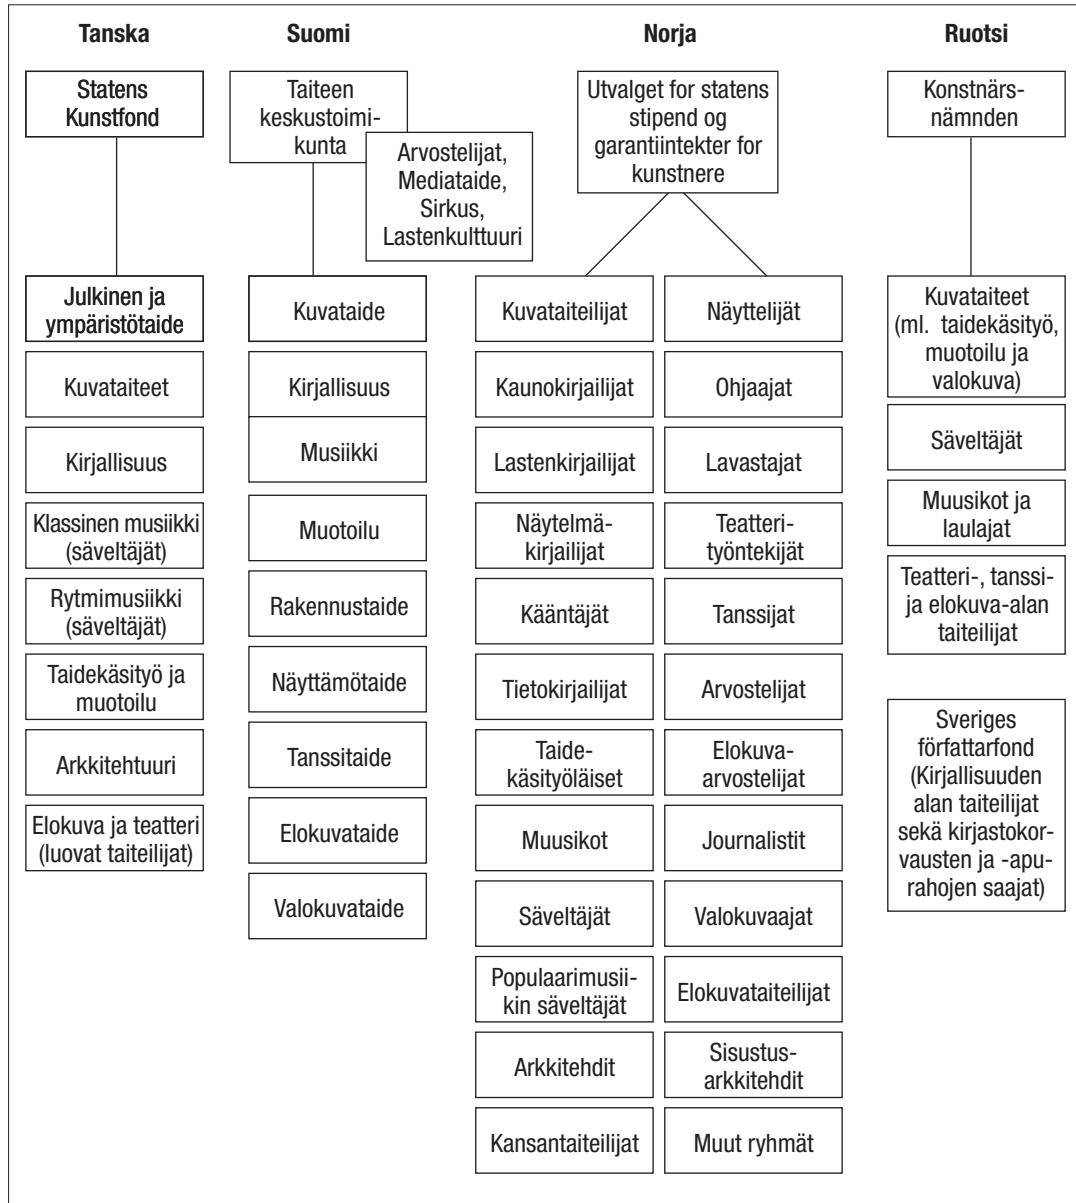 Tanska
Statens
Kunstfond
Julkinen ja
ympäristötaide
Kuvataiteet
Kirjallisuus
Klassinen musiikki
(säveltäjät)
Rytmimusiikki
(säveltäjät)
Taidekäsityö ja
muotoilu
Arkkitehtuuri
Elokuva ja teatteri
(luovat taiteilijat)
Suomi
Taiteen
keskustoimi-
kunta
Arvostelijat,
Mediataide,
Sirkus,
Lastenkulttuuri
Kuvataide
Kirjallisuus
Musiikki
Muotoilu
Rakennustaide
Näyttämötaide
Tanssitaide
Elokuvataide
Valokuvataide
Norja
Utvalget for statens
stipend og
garantiintekter for
kunstnere
Kuvataiteilijat
Kaunokirjailijat
Lastenkirjailijat
Näytelmä-
kirjailijat
Kääntäjät
Tietokirjailijat
Taide-
käsityöläiset
Muusikot
Säveltäjät
Populaarimusii-
kin säveltäjät
Arkkitehdit
Kansantaiteilijat
Näyttelijät
Ohjaajat
Lavastajat
Teatteri-
työntekijät
Tanssijat
Arvostelijat
Elokuva-
arvostelijat
Journalistit
Valokuvaajat
Elokuvataiteilijat
Sisustus-
arkkitehdit
Muut ryhmät
Ruotsi
Konstnärs-
nämnden
Kuvataiteet
(ml. taidekäsityö,
muotoilu ja
valokuva)
Säveltäjät
Muusikot ja
laulajat
Teatteri-, tanssi-
ja elokuva-alan
taiteilijat
Sveriges
författarfond
(Kirjallisuuden
alan taiteilijat
sekä kirjastokor-
vausten ja -apu-
rahojen saajat)